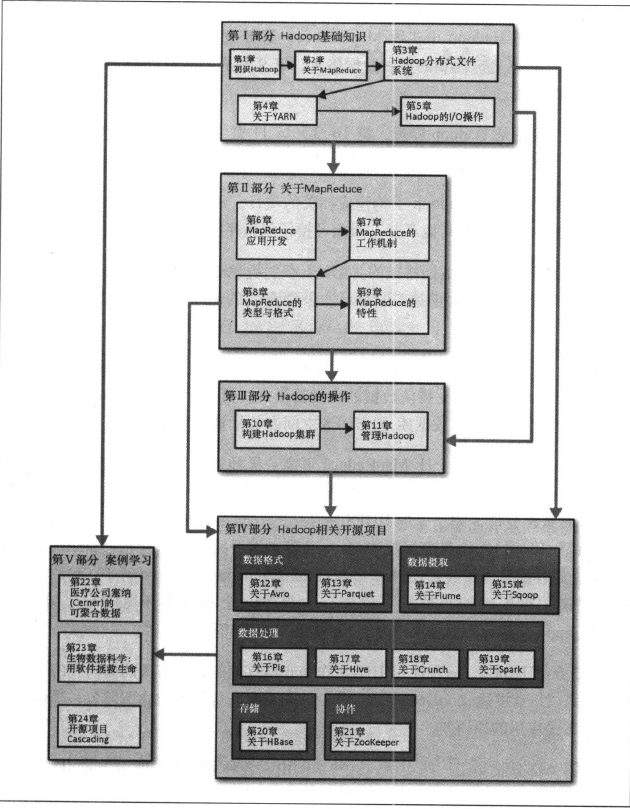 第Ⅰ部分 Hadoop基础知识
第1章
初识Hadoop
第2章
关于MapReduce
第3章
Hadoop分布式文件
系统
第4章
关于YARN
第5章
Hadoop的I/O操作
第Ⅱ部分 关于MapReduce
第6章
MapReduce
应用开发
第7章
MapReduce的
工作机制
第8章
MapReduce的
类型与格式
第9章
MapReduce的
特性
第Ⅲ部分 Hadoop的操作
第10章
构建Hadoop集群
第11章
管理Hadoop
第Ⅳ部分 Hadoop相关开源项目
数据格式
第12章
关于Avro
第13章
关于Parquet
数据摄取
第14章
关于Flume
第15章
关于Sqoop
数据处理
第16章
关于Pig
第17章
关于Hive
第18章
关于Crunch
第19章
关于Spark
存储
第20章
关于HBase
协作
第21章
关于ZooKeeper
第Ⅴ部分 案例学习
第22章
医疗公司塞纳
(Cerner)的
可聚合数据
第23章
生物数据科学:
用软件拯救生命
第24章
开源项目
Cascading